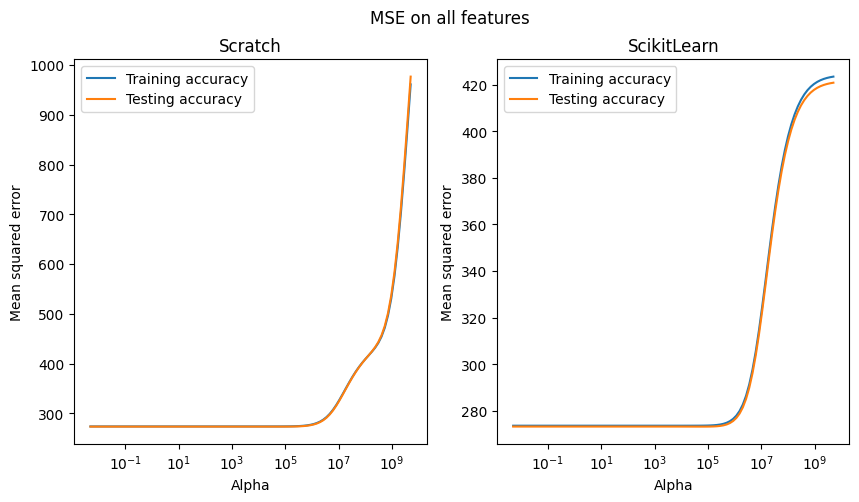 MSE on all features
Scratch
Training accuracy
Testing accuracy
Mean squared error
1000
900
800
700
600
500
400
300
10⁻¹ 10¹ 10³ 10⁵ 10⁷ 10⁹
Alpha
ScikitLearn
Training accuracy
Testing accuracy
Mean squared error
420
400
380
360
340
320
300
280
10⁻¹ 10¹ 10³ 10⁵ 10⁷ 10⁹
Alpha